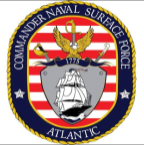 COMMANDER NAVAL SURFACE FORCE
1775
ATLANTIC